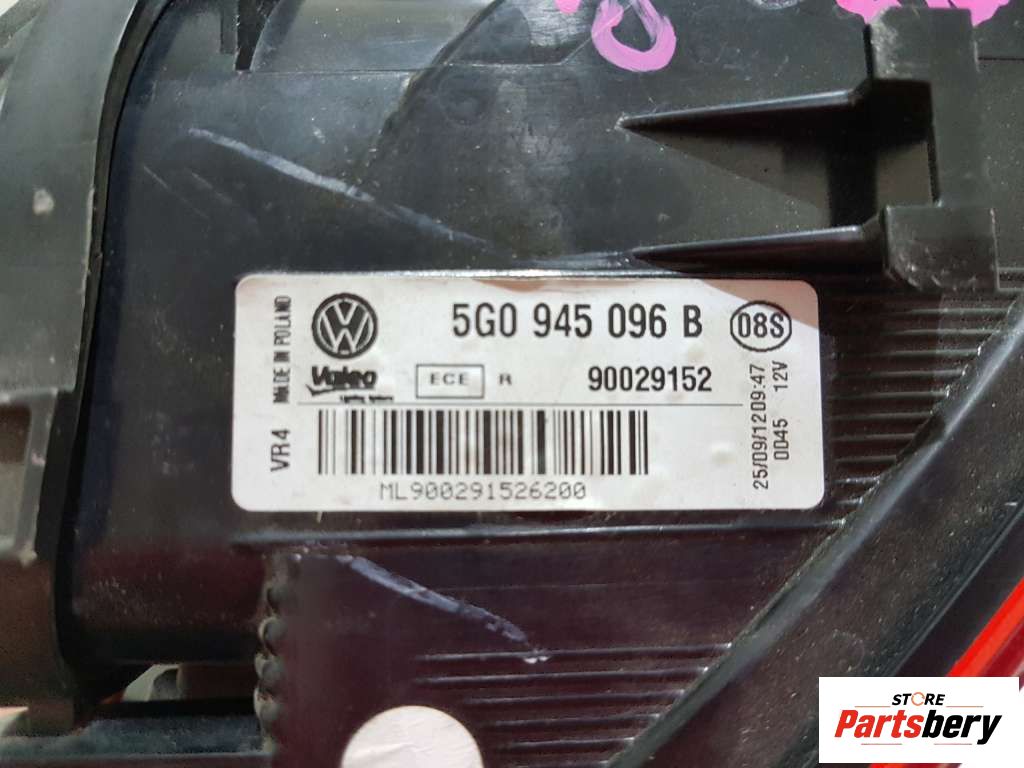 MADE IN POLAND
VW
5G0 945 096 B
08S
Valeo
ECE R
90029152
VR4
ML900291526200
25/09/12 09:47
0045 12V
STORE
Partsbery